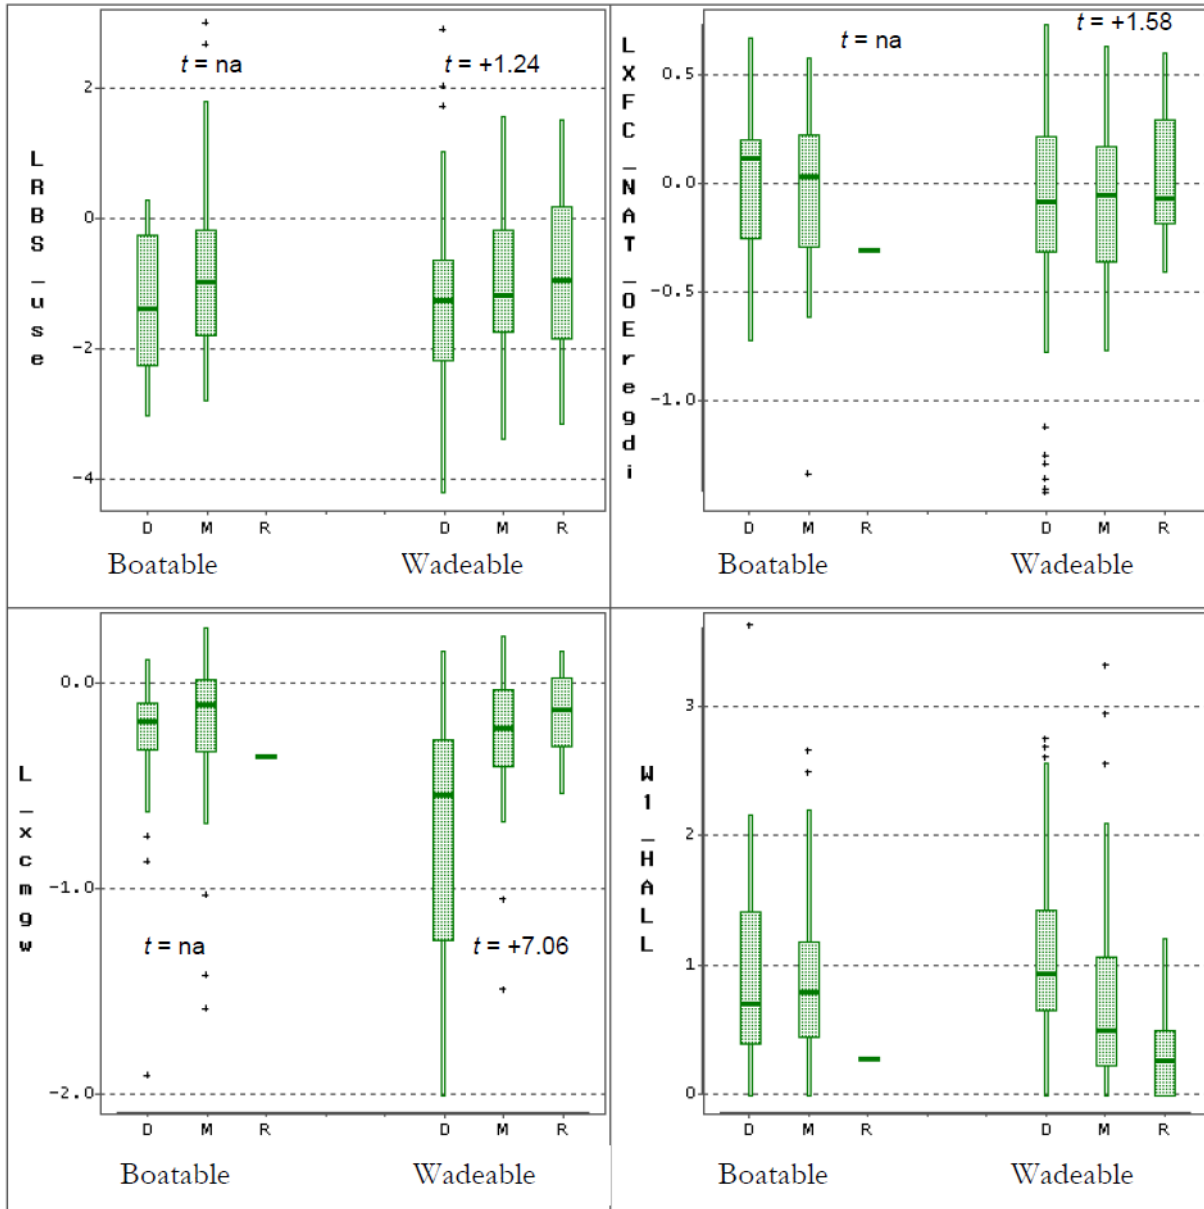 LRBS_use
t = na
t = +1.24
2
0
-2
-4
D M R D M R
Boatable Wadeable
LXFC_NAT_OEregdi
t = na
t = +1.58
0.5
0.0
-0.5
-1.0
D M R D M R
Boatable Wadeable
L_xcmgw
0.0
-1.0
-2.0
t = na
t = +7.06
D M R D M R
Boatable Wadeable
W1_HALL
3
2
1
0
D M R D M R
Boatable Wadeable